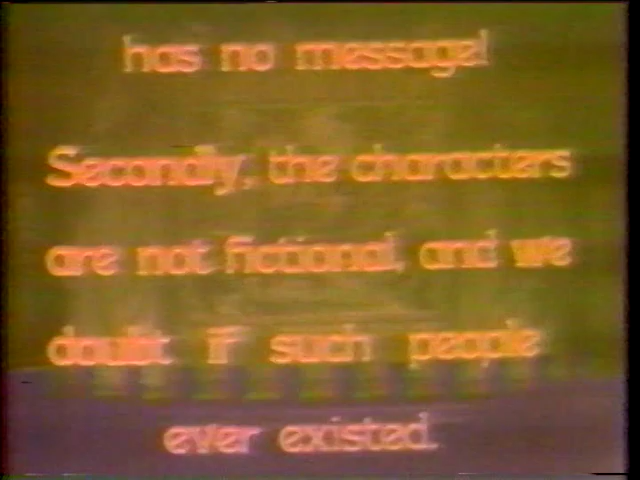 has no message!
Secondly, the characters
are not fictional, and we
doubt if such people
ever existed.